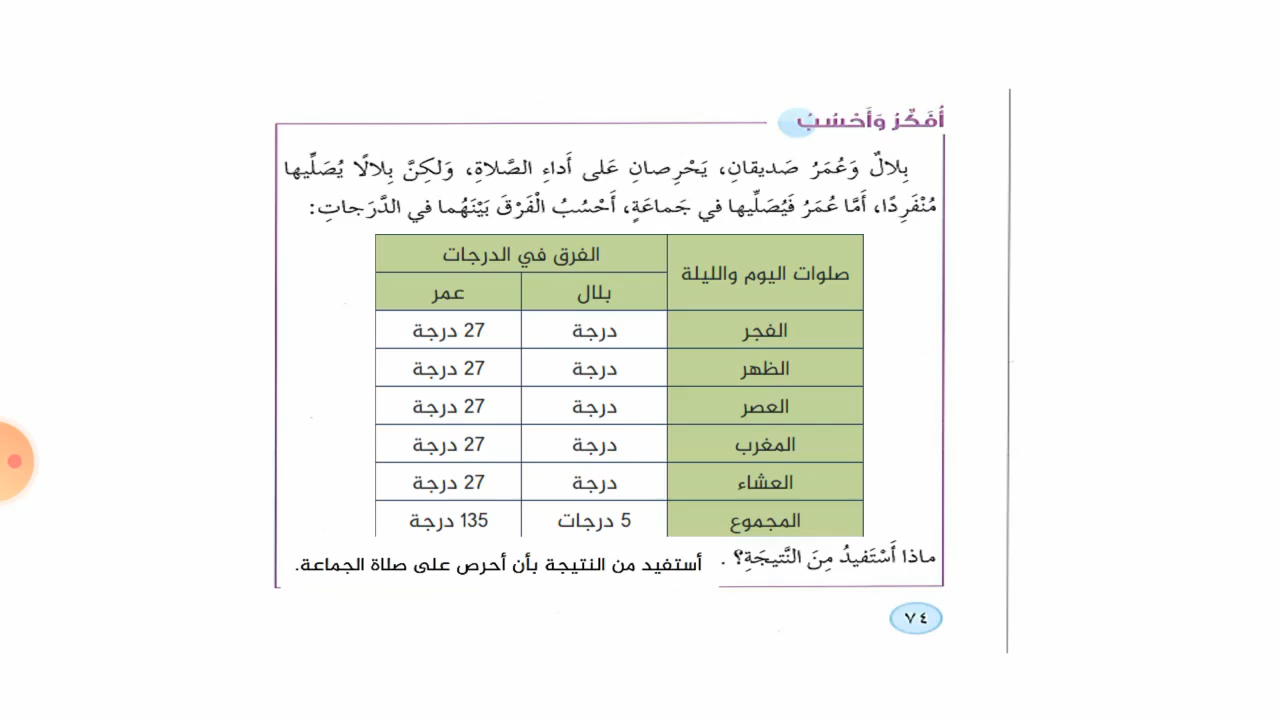 أُفَكِّرُ وَأَحْسُبُ
بِلالٌ وَعُمَرُ صَديقانِ، يَحْرِصانِ عَلى أَداءِ الصَّلاةِ، وَلكِنَّ بِلالًا يُصَلِّيها
مُنْفَرِدًا، أَمَّا عُمَرُ فَيُصَلِّيها في جَماعَةٍ، أَحْسُبُ الْفَرْقَ بَيْنَهُما في الدَّرَجاتِ:
صلوات اليوم والليلة الفرق في الدرجات
بلال عمر
الفجر درجة 27 درجة
الظهر درجة 27 درجة
العصر درجة 27 درجة
المغرب درجة 27 درجة
العشاء درجة 27 درجة
المجموع 5 درجات 135 درجة
ماذا أَسْتَفيدُ مِنَ النَّتيجَةِ؟ . أستفيد من النتيجة بأن أحرص على صلاة الجماعة.
٧٤